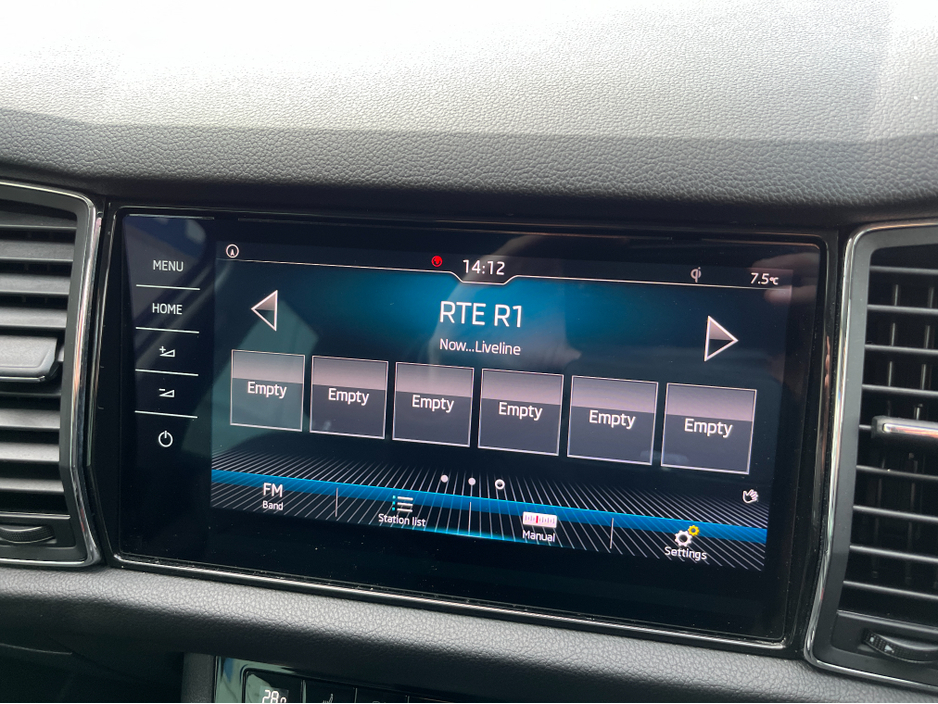 MENU
HOME
14:12
qi
7.5°C
RTE R1
Now...Liveline
Empty
Empty
Empty
Empty
Empty
Empty
FM
Band
Station list
Manual
Settings